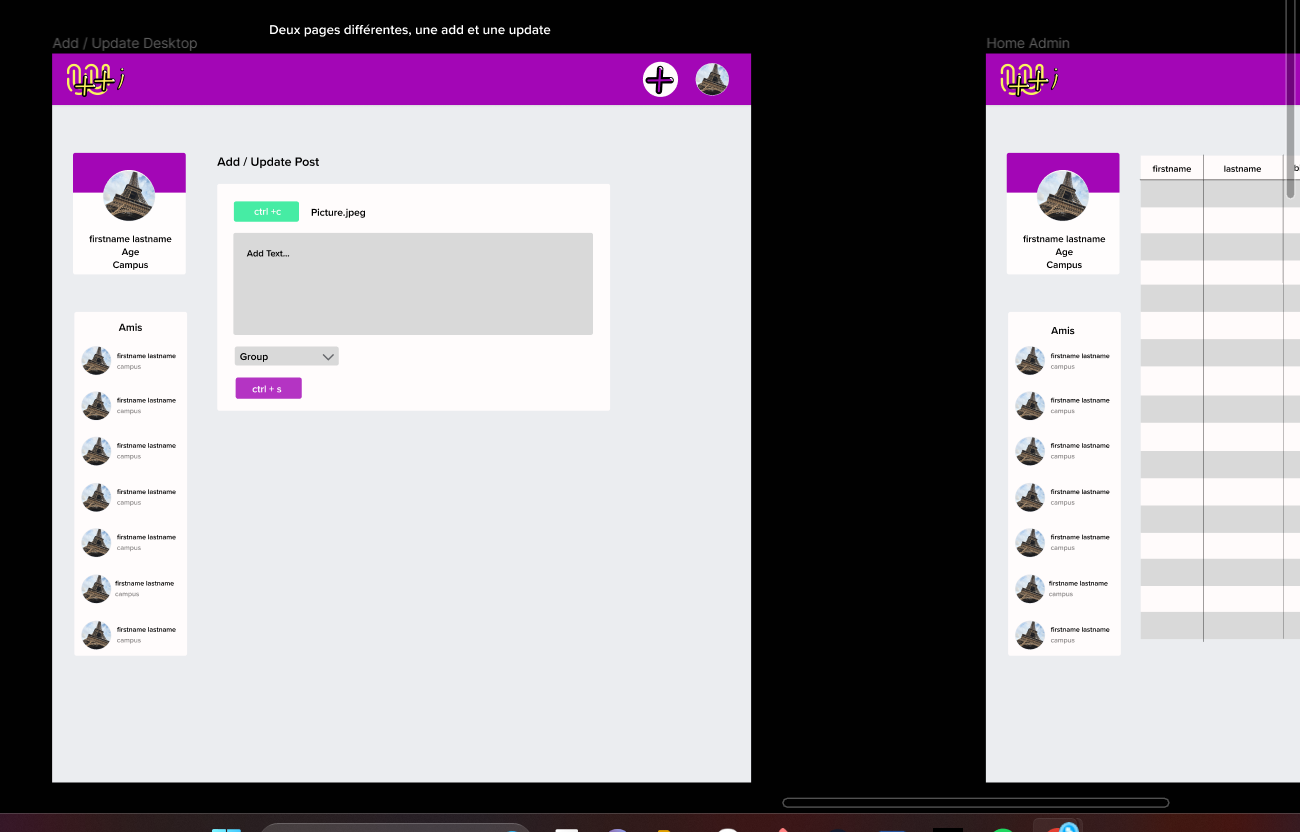 Deux pages différentes, une add et une update
Add / Update Desktop
Add / Update Post
ctrl +c
Picture.jpeg
Add Text...
Group
ctrl + s
firstname lastname
Age
Campus
Amis
firstname lastname
campus
firstname lastname
campus
firstname lastname
campus
firstname lastname
campus
firstname lastname
campus
firstname lastname
campus
firstname lastname
campus
Home Admin
firstname lastname
Age
Campus
Amis
firstname lastname
campus
firstname lastname
campus
firstname lastname
campus
firstname lastname
campus
firstname lastname
campus
firstname lastname
campus
firstname lastname
campus
firstname lastname